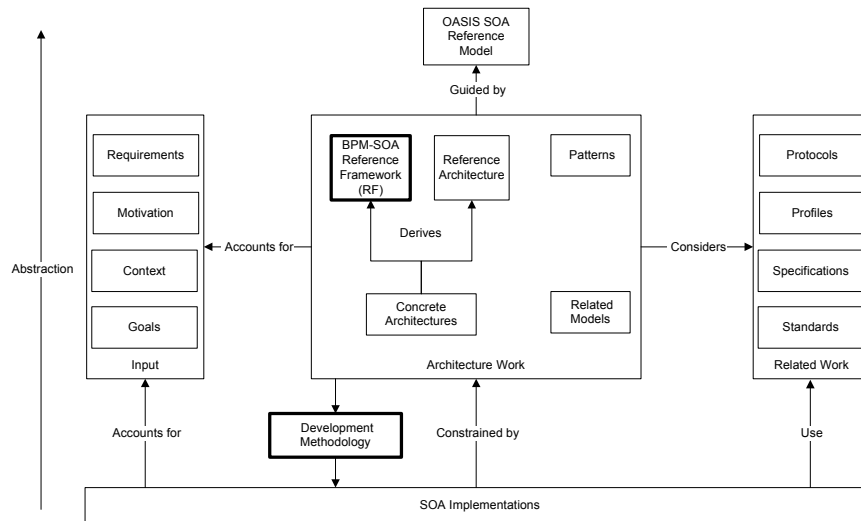 OASIS SOA
Reference
Model
Guided by
Abstraction
Requirements
Motivation
Context
Goals
Input
Accounts for
BPM-SOA
Reference
Framework
(RF)
Reference
Architecture
Patterns
Derives
Concrete
Architectures
Related
Models
Architecture Work
Considers
Protocols
Profiles
Specifications
Standards
Related Work
Accounts for
Development
Methodology
Constrained by
Use
SOA Implementations